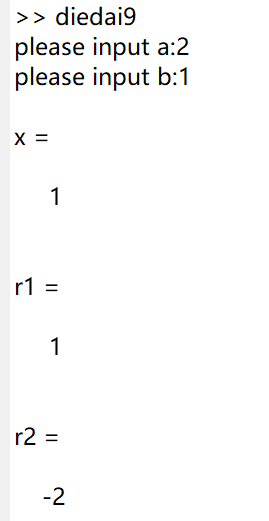 >> diedai9
please input a:2
please input b:1
x =
1
r1 =
1
r2 =
-2